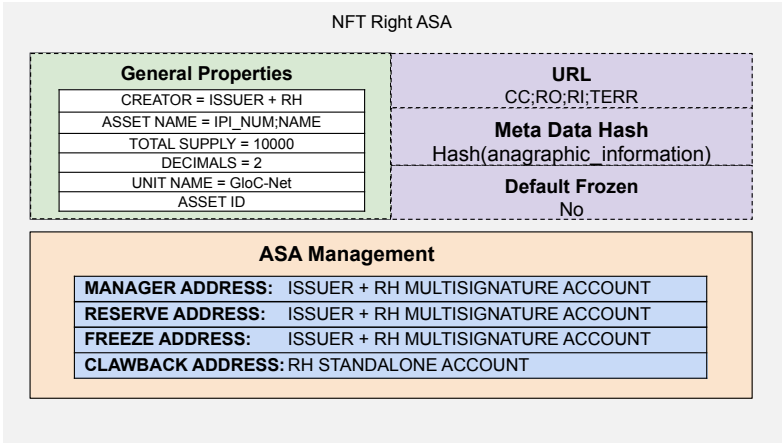 NFT Right ASA
General Properties
CREATOR = ISSUER + RH
ASSET NAME = IPI_NUM;NAME
TOTAL SUPPLY = 10000
DECIMALS = 2
UNIT NAME = GloC-Net
ASSET ID
URL
CC;RO;RI;TERR
Meta Data Hash
Hash(anagraphic_information)
Default Frozen
No
ASA Management
MANAGER ADDRESS: ISSUER + RH MULTISIGNATURE ACCOUNT
RESERVE ADDRESS: ISSUER + RH MULTISIGNATURE ACCOUNT
FREEZE ADDRESS: ISSUER + RH MULTISIGNATURE ACCOUNT
CLAWBACK ADDRESS: RH STANDALONE ACCOUNT